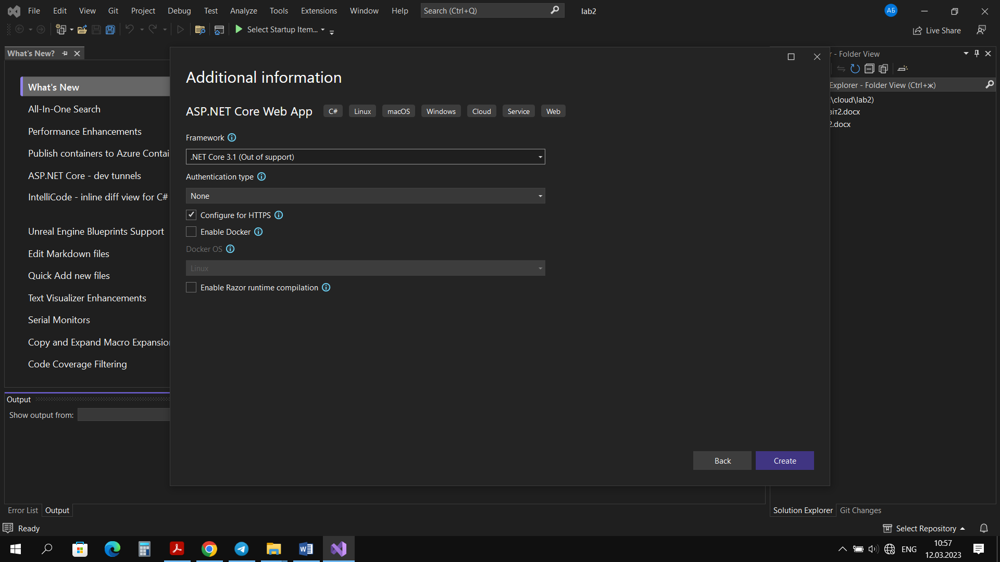 File Edit View Git Project Debug Test Analyze Tools Extensions Window Help Search (Ctrl+Q) lab2 АБ
Select Startup Item... Live Share
What's New? - Folder View
Additional information
Explorer - Folder View (Ctrl+ж)
What's New
All-In-One Search
Performance Enhancements
Publish containers to Azure Contai
ASP.NET Core - dev tunnels
IntelliCode - inline diff view for C#
Unreal Engine Blueprints Support
Edit Markdown files
Quick Add new files
Text Visualizer Enhancements
Serial Monitors
Copy and Expand Macro Expansion
Code Coverage Filtering
ASP.NET Core Web App C# Linux macOS Windows Cloud Service Web
Framework
.NET Core 3.1 (Out of support)
Authentication type
None
Configure for HTTPS
Enable Docker
Docker OS
Linux
Enable Razor runtime compilation
Back Create
\cloud\lab2)
віт2.docx
2.docx
Output
Show output from:
Error List Output
Solution Explorer Git Changes
Ready
Select Repository
ENG
10:57
12.03.2023